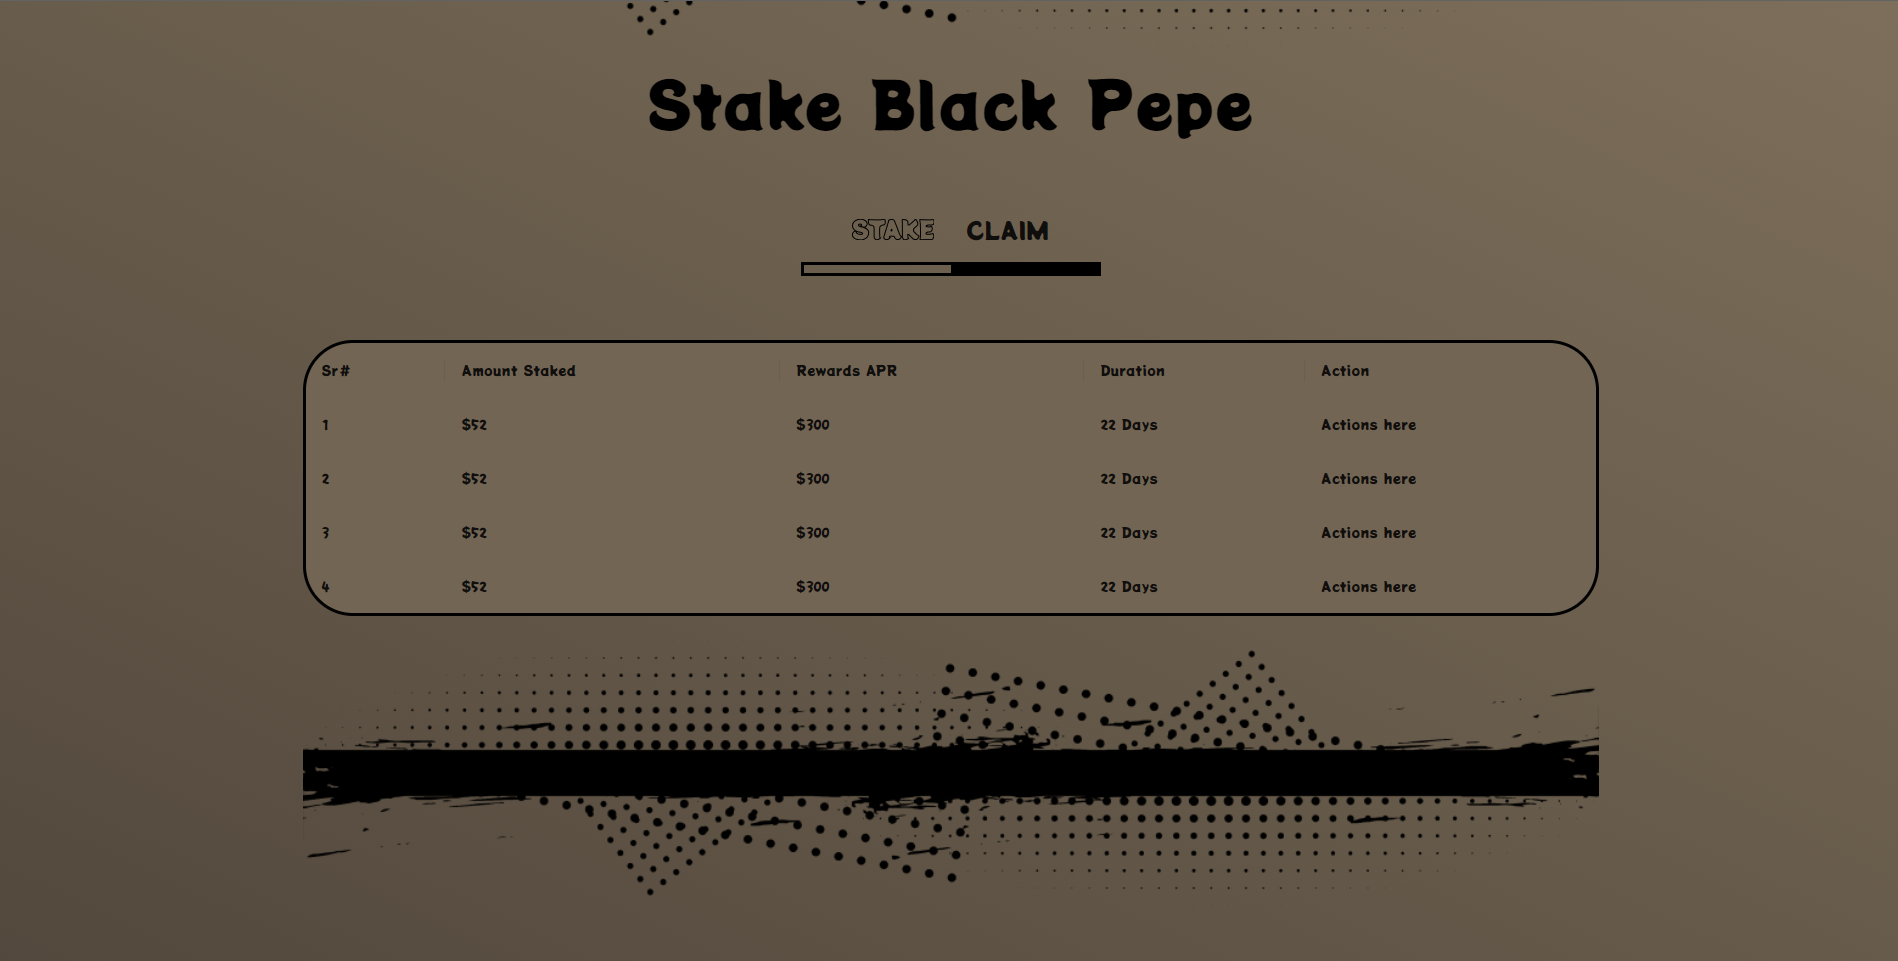 Stake Black Pepe
STAKE CLAIM
Sr# Amount Staked Rewards APR Duration Action
1 $52 $300 22 Days Actions here
2 $52 $300 22 Days Actions here
3 $52 $300 22 Days Actions here
4 $52 $300 22 Days Actions here